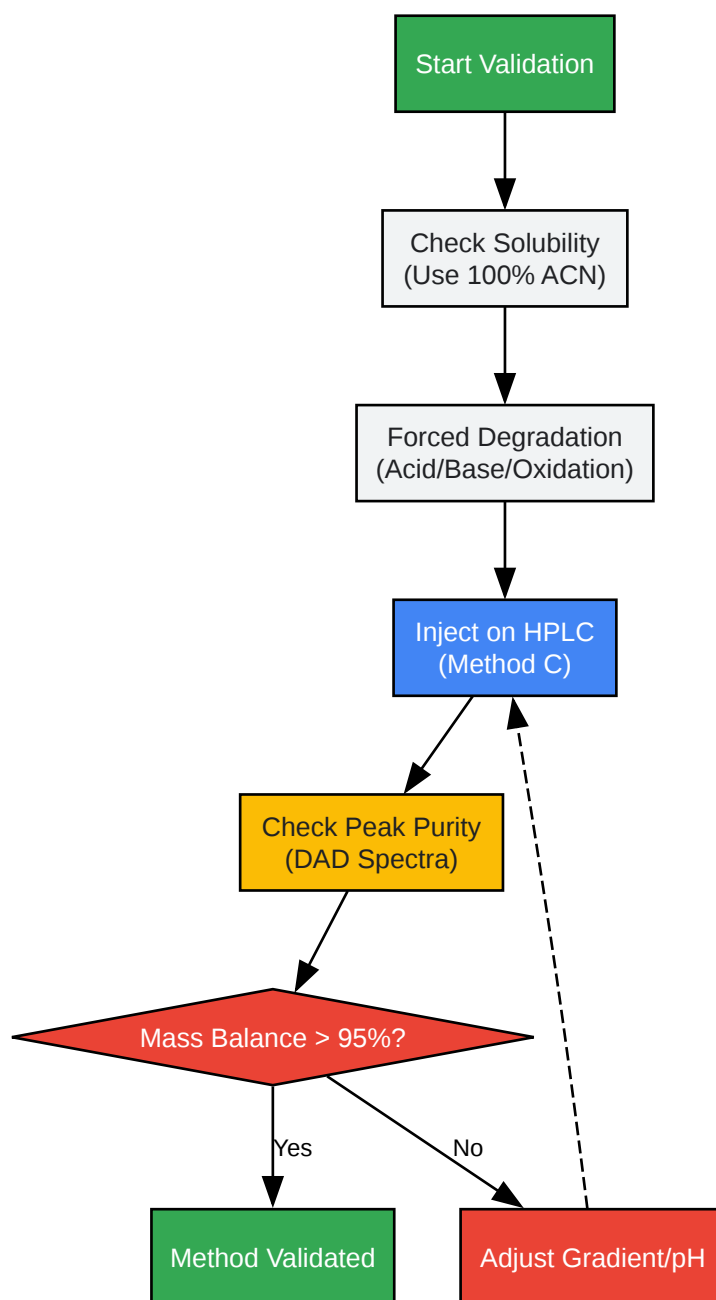 Start Validation
Check Solubility
(Use 100% ACN)
Forced Degradation
(Acid/Base/Oxidation)
Inject on HPLC
(Method C)
Check Peak Purity
(DAD Spectra)
Mass Balance > 95%?
Yes
No
Method Validated
Adjust Gradient/pH